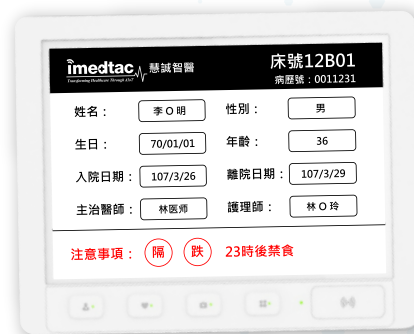 imedtac 慧誠智醫
Transforming Healthcare Through AIoT
床號12B01
病歷號：0011231
姓名： 李O明 性別： 男
生日： 70/01/01 年齡： 36
入院日期： 107/3/26 離院日期： 107/3/29
主治醫師： 林医师 護理師： 林O玲
注意事項： 隔 跌 23時後禁食